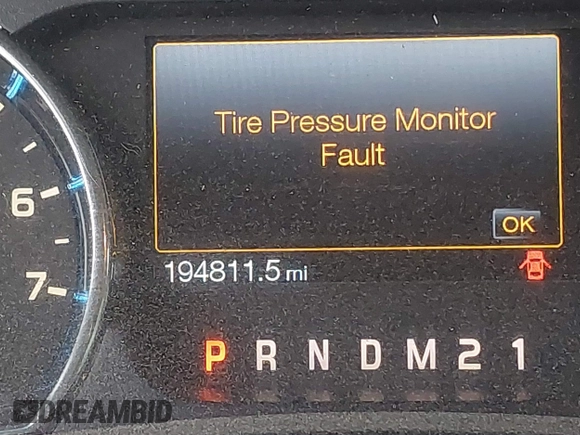 Tire Pressure Monitor
Fault
OK
6
7
194811.5 mi
P R N D M 2 1
DREAMBID